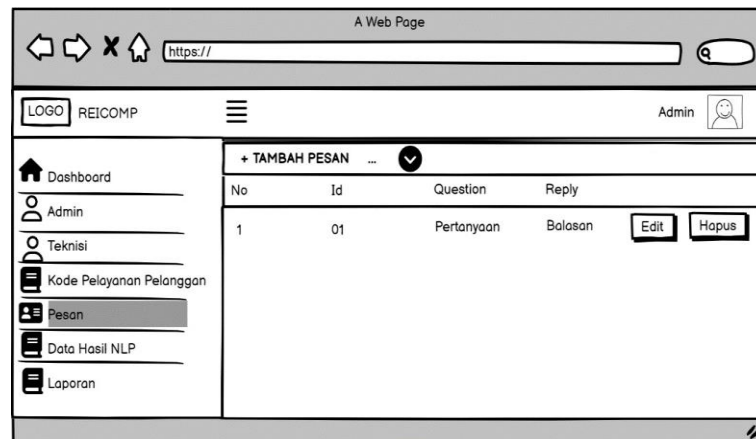 A Web Page
https://
LOGO REICOMP Admin
+ TAMBAH PESAN ...
No Id Question Reply
1 01 Pertanyaan Balasan Edit Hapus
Dashboard
Admin
Teknisi
Kode Pelayanan Pelanggan
Pesan
Data Hasil NLP
Laporan